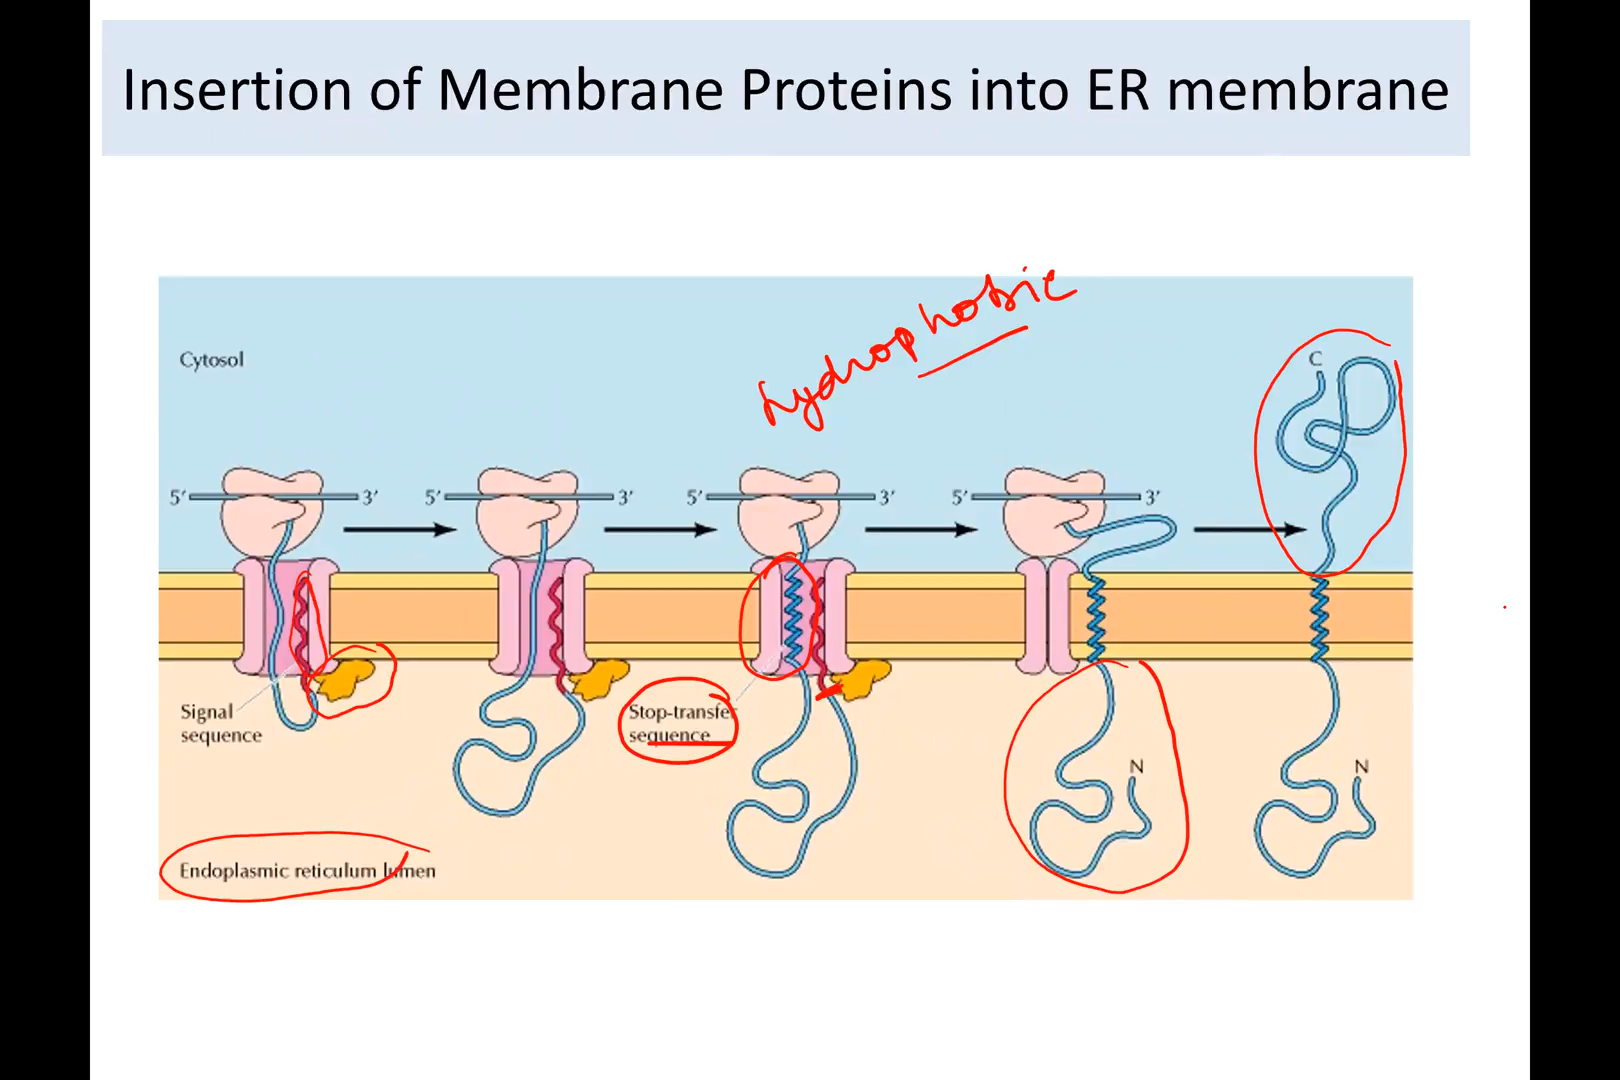 Insertion of Membrane Proteins into ER membrane
hydrophobic
Cytosol
C
5′ 3′ 5′ 3′ 5′ 3′ 5′ 3′
Signal
sequence
Stop-transfer
sequence
N N
Endoplasmic reticulum lumen